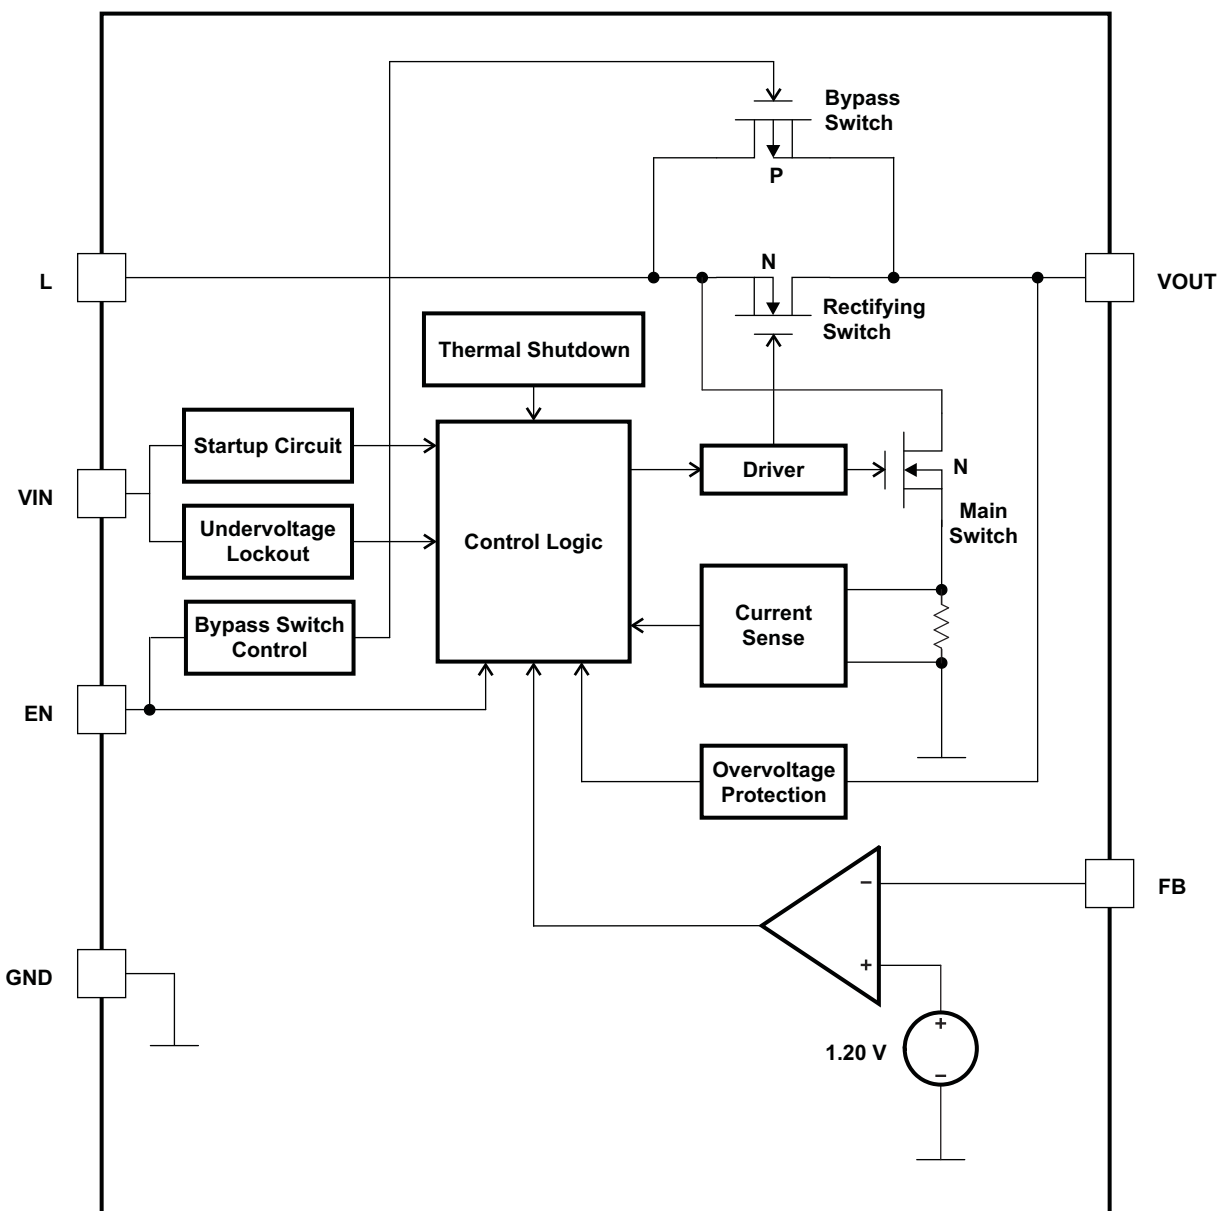 Bypass
Switch
P
L
N
VOUT
Rectifying
Switch
Thermal Shutdown
Startup Circuit
Driver
N
VIN
Main
Switch
Undervoltage
Lockout
Control Logic
Bypass Switch
Control
Current
Sense
EN
Overvoltage
Protection
−
FB
+
GND
+
1.20 V
−